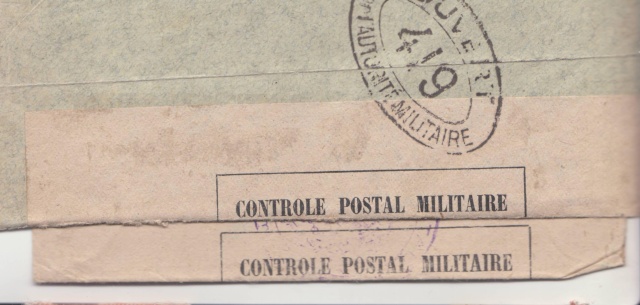 OUVERT
PAR L'AUTORITÉ MILITAIRE
419
CONTROLE POSTAL MILITAIRE
CONTROLE POSTAL MILITAIRE